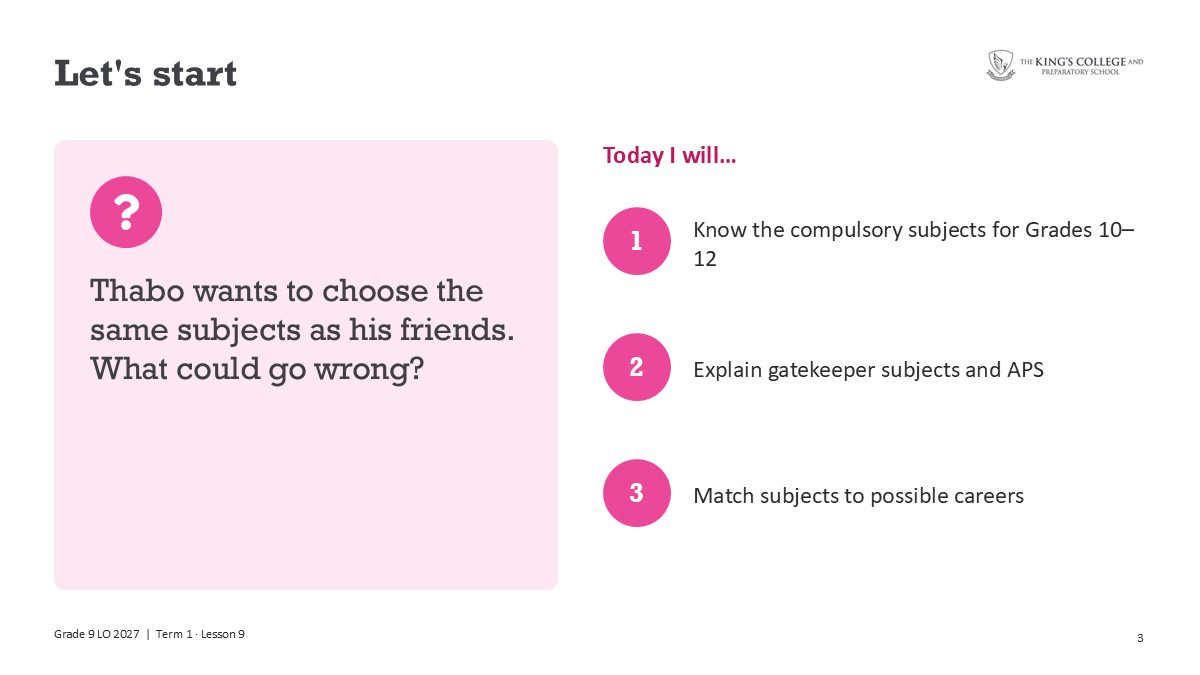 Let's start
THE KING'S COLLEGE AND
PREPARATORY SCHOOL
?
Thabo wants to choose the
same subjects as his friends.
What could go wrong?
Today I will...
1
Know the compulsory subjects for Grades 10–
12
2
Explain gatekeeper subjects and APS
3
Match subjects to possible careers
Grade 9 LO 2027 | Term 1 · Lesson 9
3